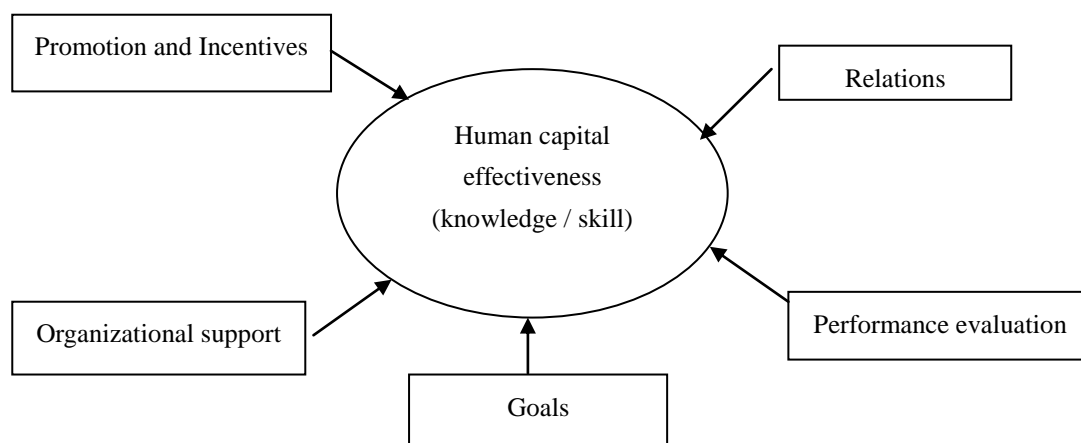 Promotion and Incentives
Relations
Human capital
effectiveness
(knowledge / skill)
Organizational support
Performance evaluation
Goals